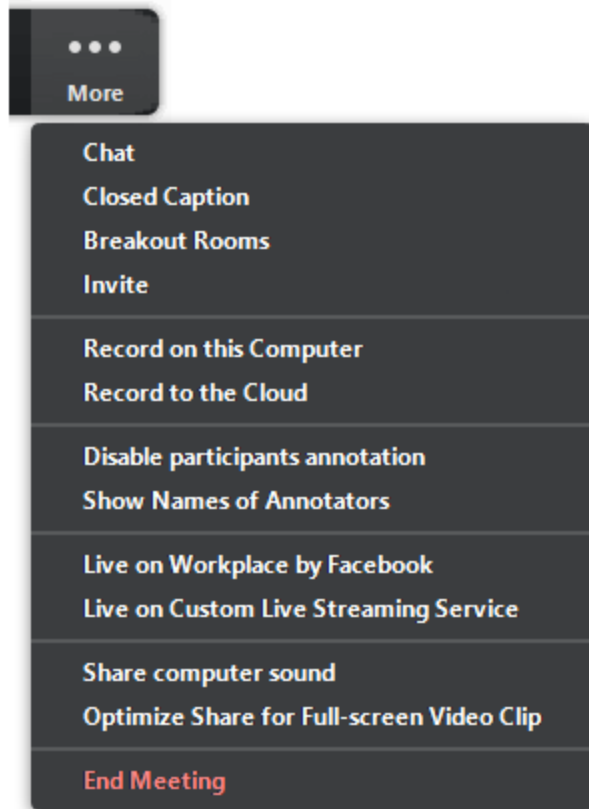 More
Chat
Closed Caption
Breakout Rooms
Invite
Record on this Computer
Record to the Cloud
Disable participants annotation
Show Names of Annotators
Live on Workplace by Facebook
Live on Custom Live Streaming Service
Share computer sound
Optimize Share for Full-screen Video Clip
End Meeting